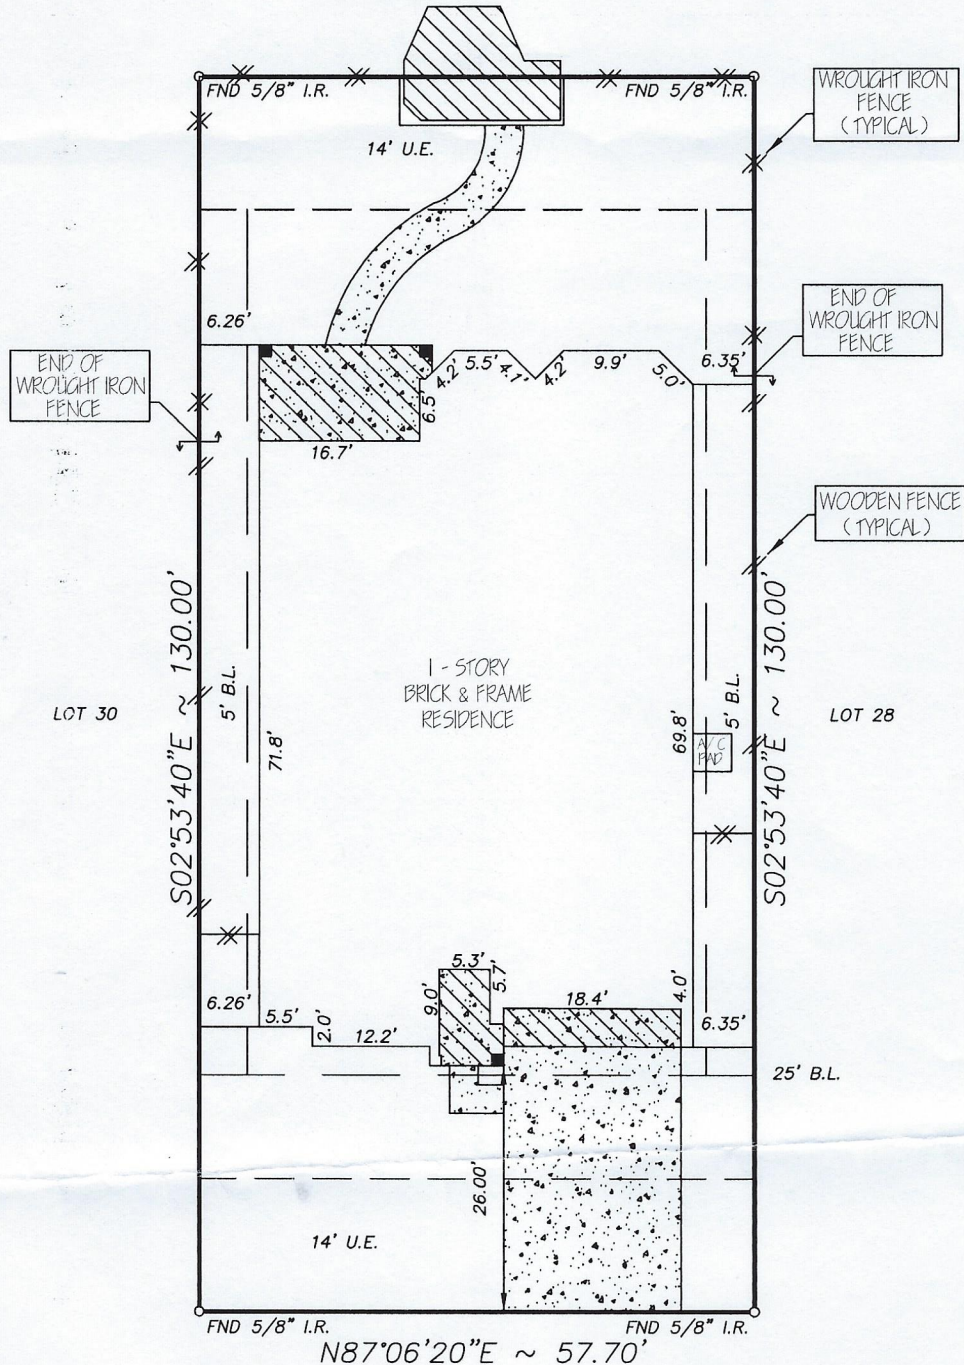 FND 5/8" I.R.
FND 5/8" I.R.
WROUGHT IRON
FENCE
(TYPICAL)
14' U.E.
6.26'
END OF
WROUGHT IRON
FENCE
END OF
WROUGHT IRON
FENCE
4.2'
5.5'
4.1'
4.2'
9.9'
5.0'
6.35'
6.5'
16.7'
WOODEN FENCE
(TYPICAL)
S02°53'40"E ~ 130.00'
5' B.L.
71.8'
1 - STORY
BRICK & FRAME
RESIDENCE
LOT 30
69.8'
A/C
PAD
5' B.L.
S02°53'40"E ~ 130.00'
LOT 28
6.26'
5.5'
2.0'
12.2'
9.0'
5.3'
5.7'
18.4'
4.0'
6.35'
25' B.L.
26.00'
14' U.E.
FND 5/8" I.R.
FND 5/8" I.R.
N87°06'20"E ~ 57.70'